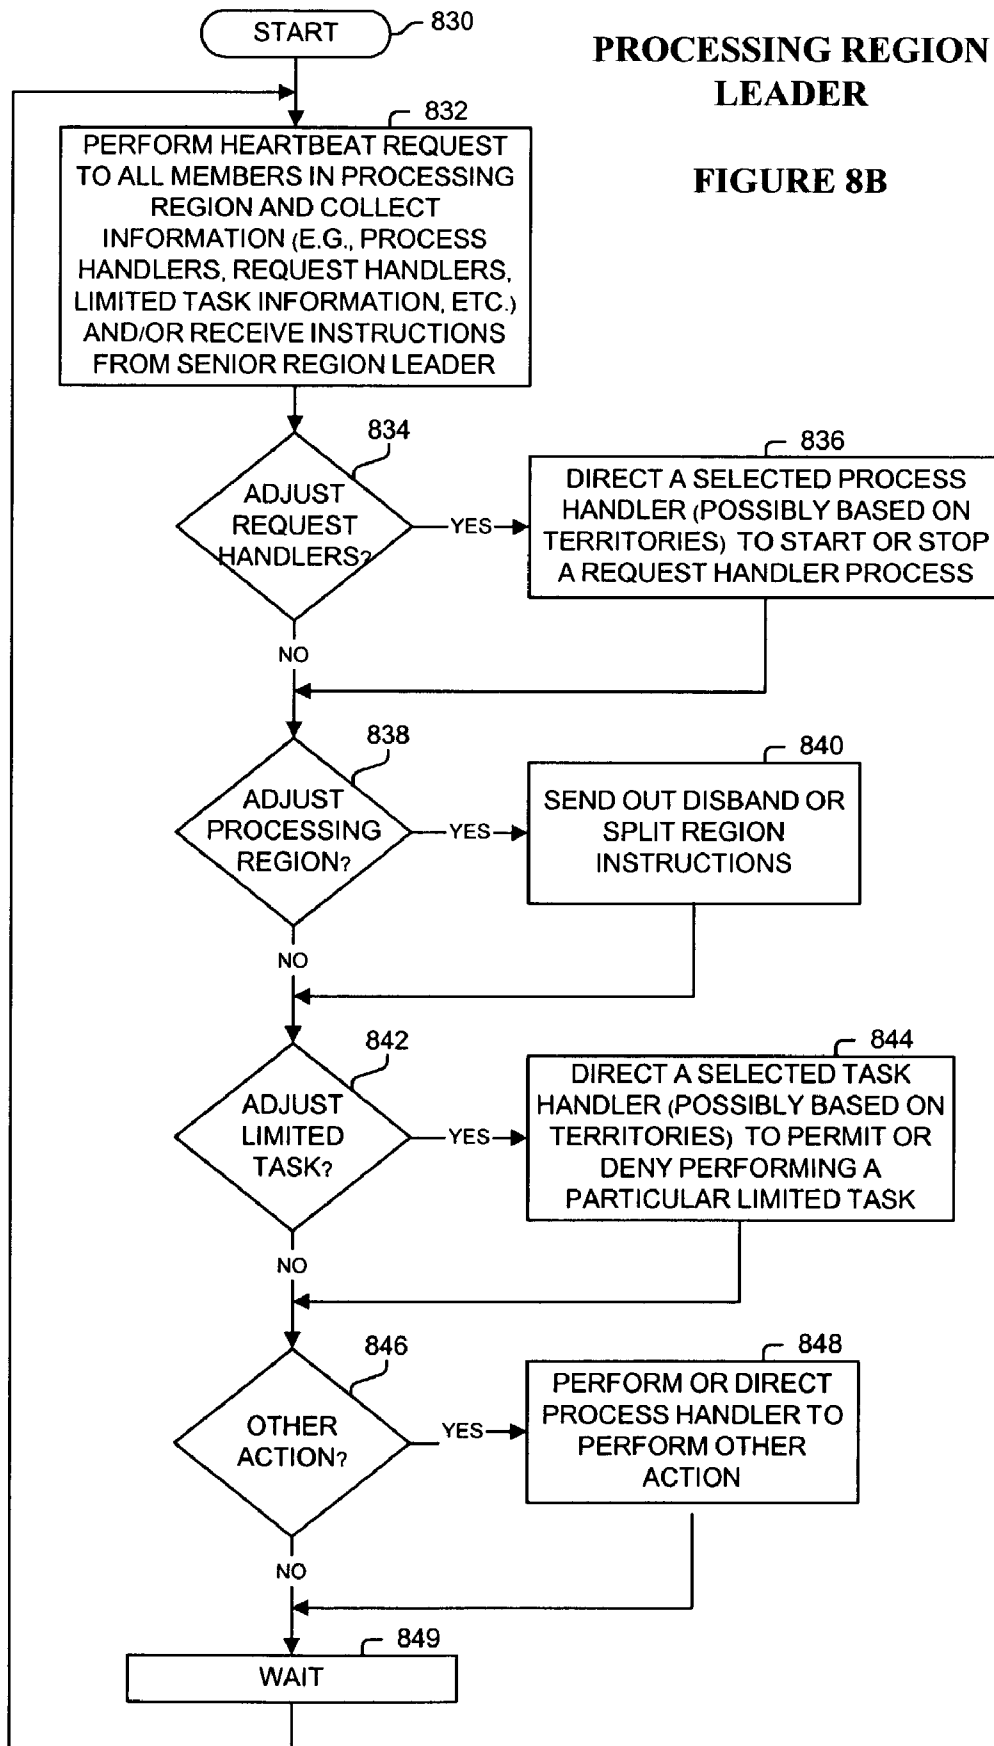 START
830
PROCESSING REGION
LEADER
FIGURE 8B
832
PERFORM HEARTBEAT REQUEST
TO ALL MEMBERS IN PROCESSING
REGION AND COLLECT
INFORMATION (E.G., PROCESS
HANDLERS, REQUEST HANDLERS,
LIMITED TASK INFORMATION, ETC.)
AND/OR RECEIVE INSTRUCTIONS
FROM SENIOR REGION LEADER
834
ADJUST
REQUEST
HANDLERS?
YES
836
DIRECT A SELECTED PROCESS
HANDLER (POSSIBLY BASED ON
TERRITORIES) TO START OR STOP
A REQUEST HANDLER PROCESS
NO
838
ADJUST
PROCESSING
REGION?
YES
840
SEND OUT DISBAND OR
SPLIT REGION
INSTRUCTIONS
NO
842
ADJUST
LIMITED
TASK?
YES
844
DIRECT A SELECTED TASK
HANDLER (POSSIBLY BASED ON
TERRITORIES) TO PERMIT OR
DENY PERFORMING A
PARTICULAR LIMITED TASK
NO
846
OTHER
ACTION?
YES
848
PERFORM OR DIRECT
PROCESS HANDLER TO
PERFORM OTHER
ACTION
NO
849
WAIT